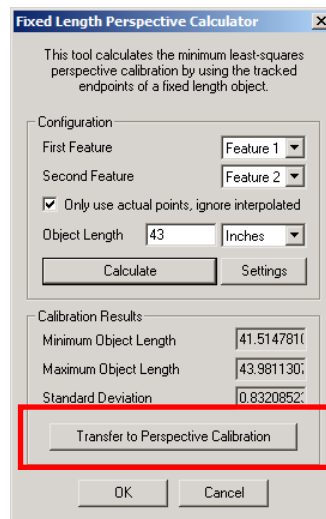 Fixed Length Perspective Calculator
This tool calculates the minimum least-squares
perspective calibration by using the tracked
endpoints of a fixed length object.
Configuration
First Feature Feature 1
Second Feature Feature 2
Only use actual points, ignore interpolated
Object Length 43 Inches
Calculate Settings
Calibration Results
Minimum Object Length 41.514781
Maximum Object Length 43.981130
Standard Deviation 0.8320852
Transfer to Perspective Calibration
OK Cancel